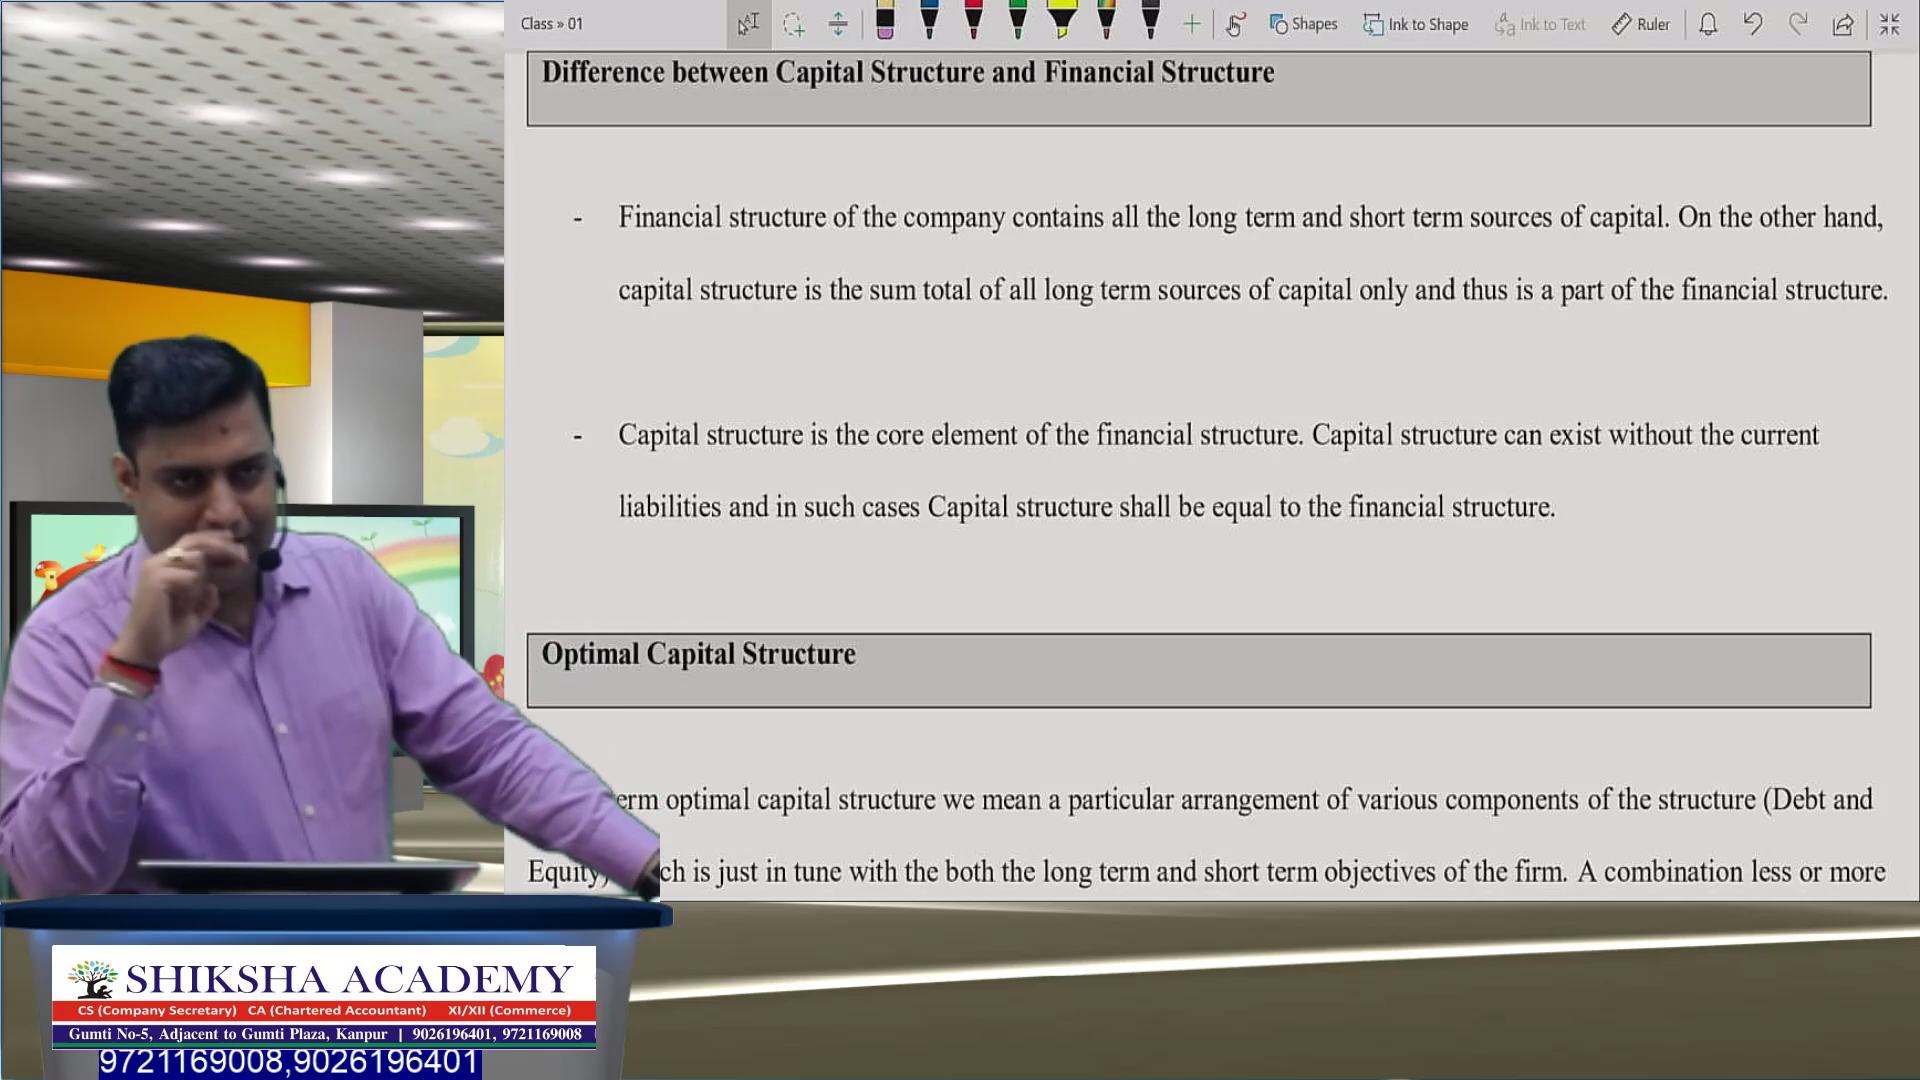 Class » 01
Shapes
Ink to Shape
Ink to Text
Ruler
Difference between Capital Structure and Financial Structure
- Financial structure of the company contains all the long term and short term sources of capital. On the other hand,
capital structure is the sum total of all long term sources of capital only and thus is a part of the financial structure.
- Capital structure is the core element of the financial structure. Capital structure can exist without the current
liabilities and in such cases Capital structure shall be equal to the financial structure.
Optimal Capital Structure
erm optimal capital structure we mean a particular arrangement of various components of the structure (Debt and
Equity) ch is just in tune with the both the long term and short term objectives of the firm. A combination less or more
SHIKSHA ACADEMY
CS (Company Secretary) CA (Chartered Accountant) XI/XII (Commerce)
Gumti No-5, Adjacent to Gumti Plaza, Kanpur | 9026196401, 9721169008
9721169008,9026196401